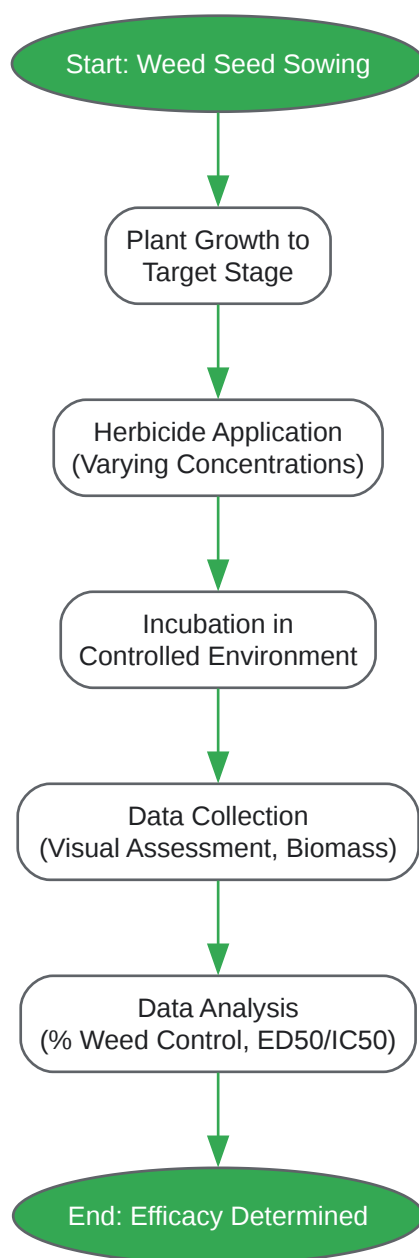 Start: Weed Seed Sowing
Plant Growth to
Target Stage
Herbicide Application
(Varying Concentrations)
Incubation in
Controlled Environment
Data Collection
(Visual Assessment, Biomass)
Data Analysis
(% Weed Control, ED50/IC50)
End: Efficacy Determined